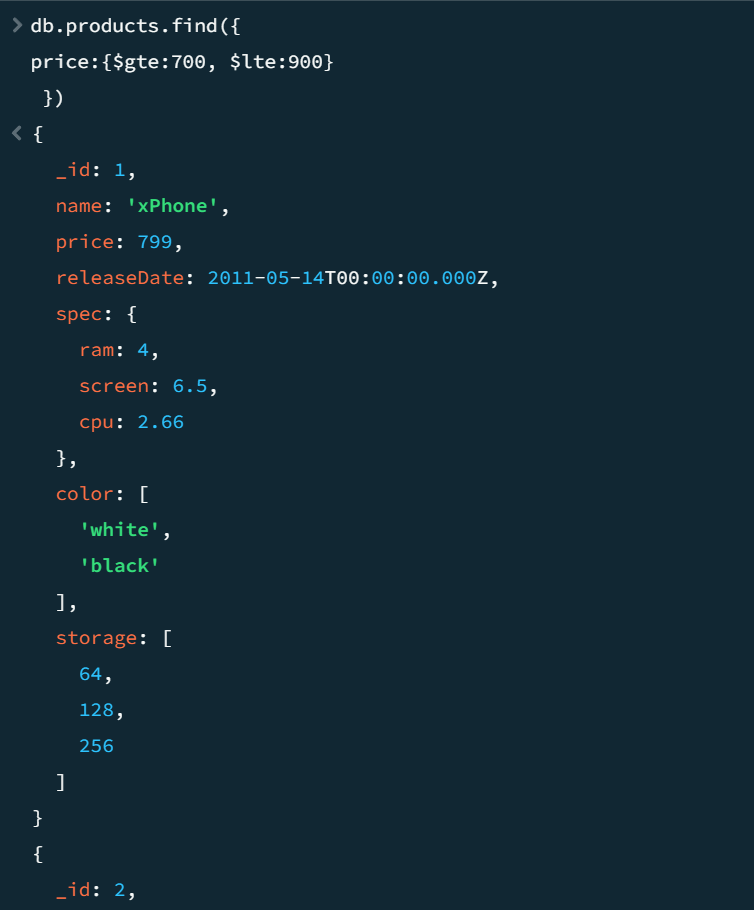 > db.products.find({
price:{$gte:700, $lte:900}
})
< {
_id: 1,
name: 'xPhone',
price: 799,
releaseDate: 2011-05-14T00:00:00.000Z,
spec: {
ram: 4,
screen: 6.5,
cpu: 2.66
},
color: [
'white',
'black'
],
storage: [
64,
128,
256
]
}
{
_id: 2,